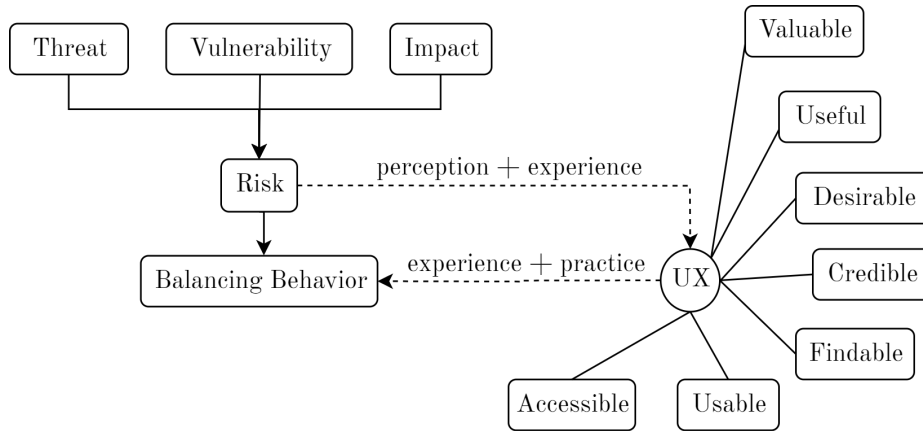 Threat
Vulnerability
Impact
Valuable
Useful
Risk
perception + experience
Desirable
Balancing Behavior
experience + practice
UX
Credible
Findable
Accessible
Usable